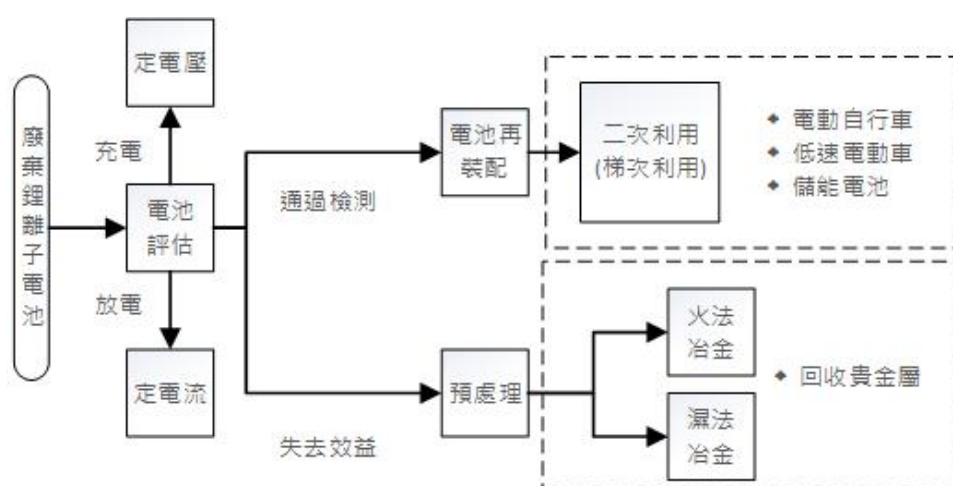 廢棄鋰離子電池
定電壓
充電
電池
評估
放電
定電流
通過檢測
電池再
裝配
二次利用
(梯次利用)
◆ 電動自行車
◆ 低速電動車
◆ 儲能電池
失去效益
預處理
火法
冶金
濕法
冶金
◆ 回收貴金屬